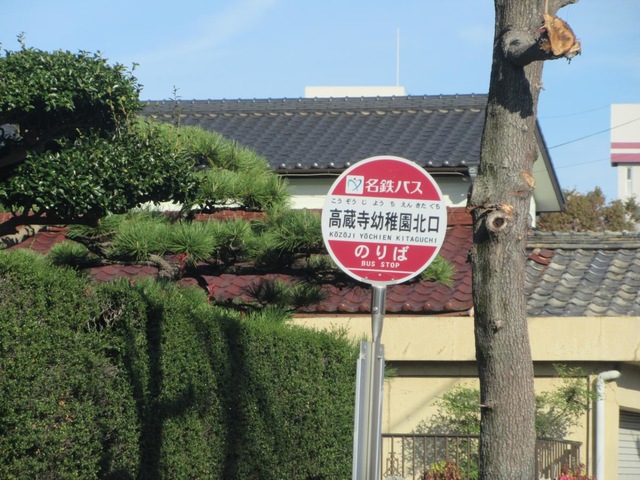 名鉄バス
こうぞうじようちえんきたぐち
高蔵寺幼稚園北口
KŌZŌJI YŌCHIEN KITAGUCHI
のりば
BUS STOP